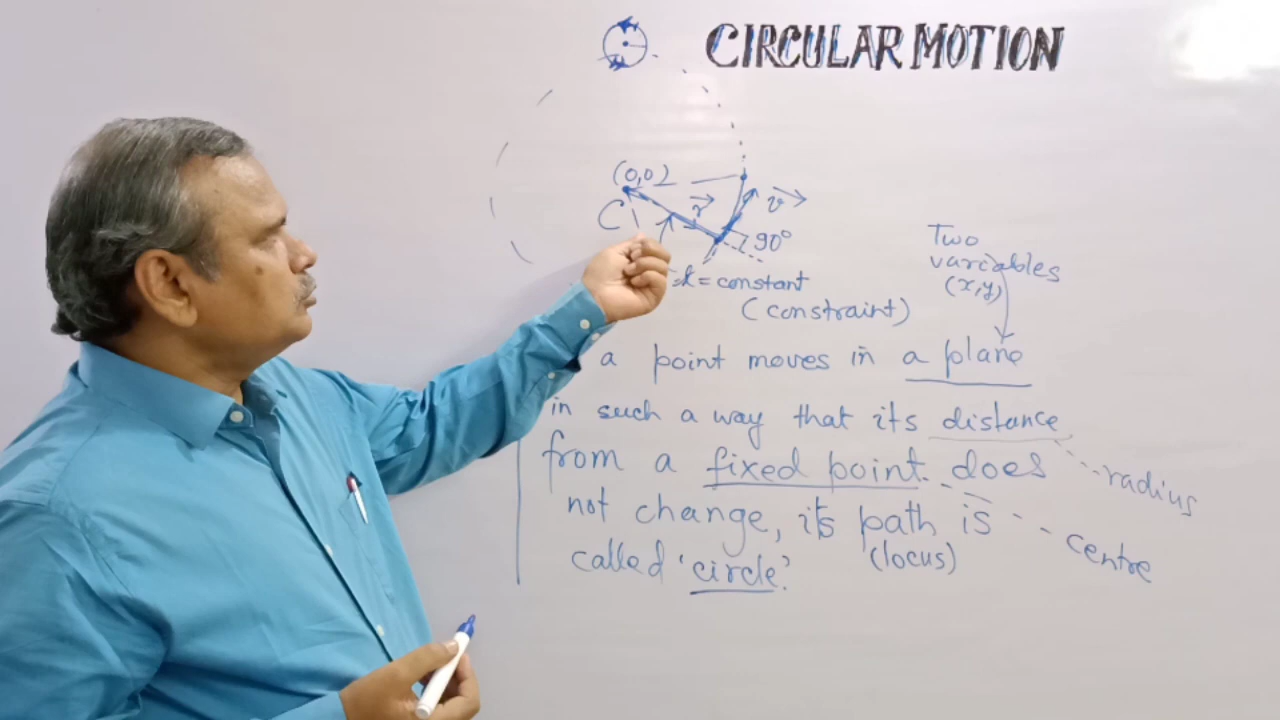 CIRCULAR MOTION
(0,0)
C
r
v
90°
= constant
(constraint)
Two
variables
(x,y)
a point moves in a plane
in such a way that its distance
from a fixed point does
radius
not change, its path is
centre
called 'circle'.
(locus)